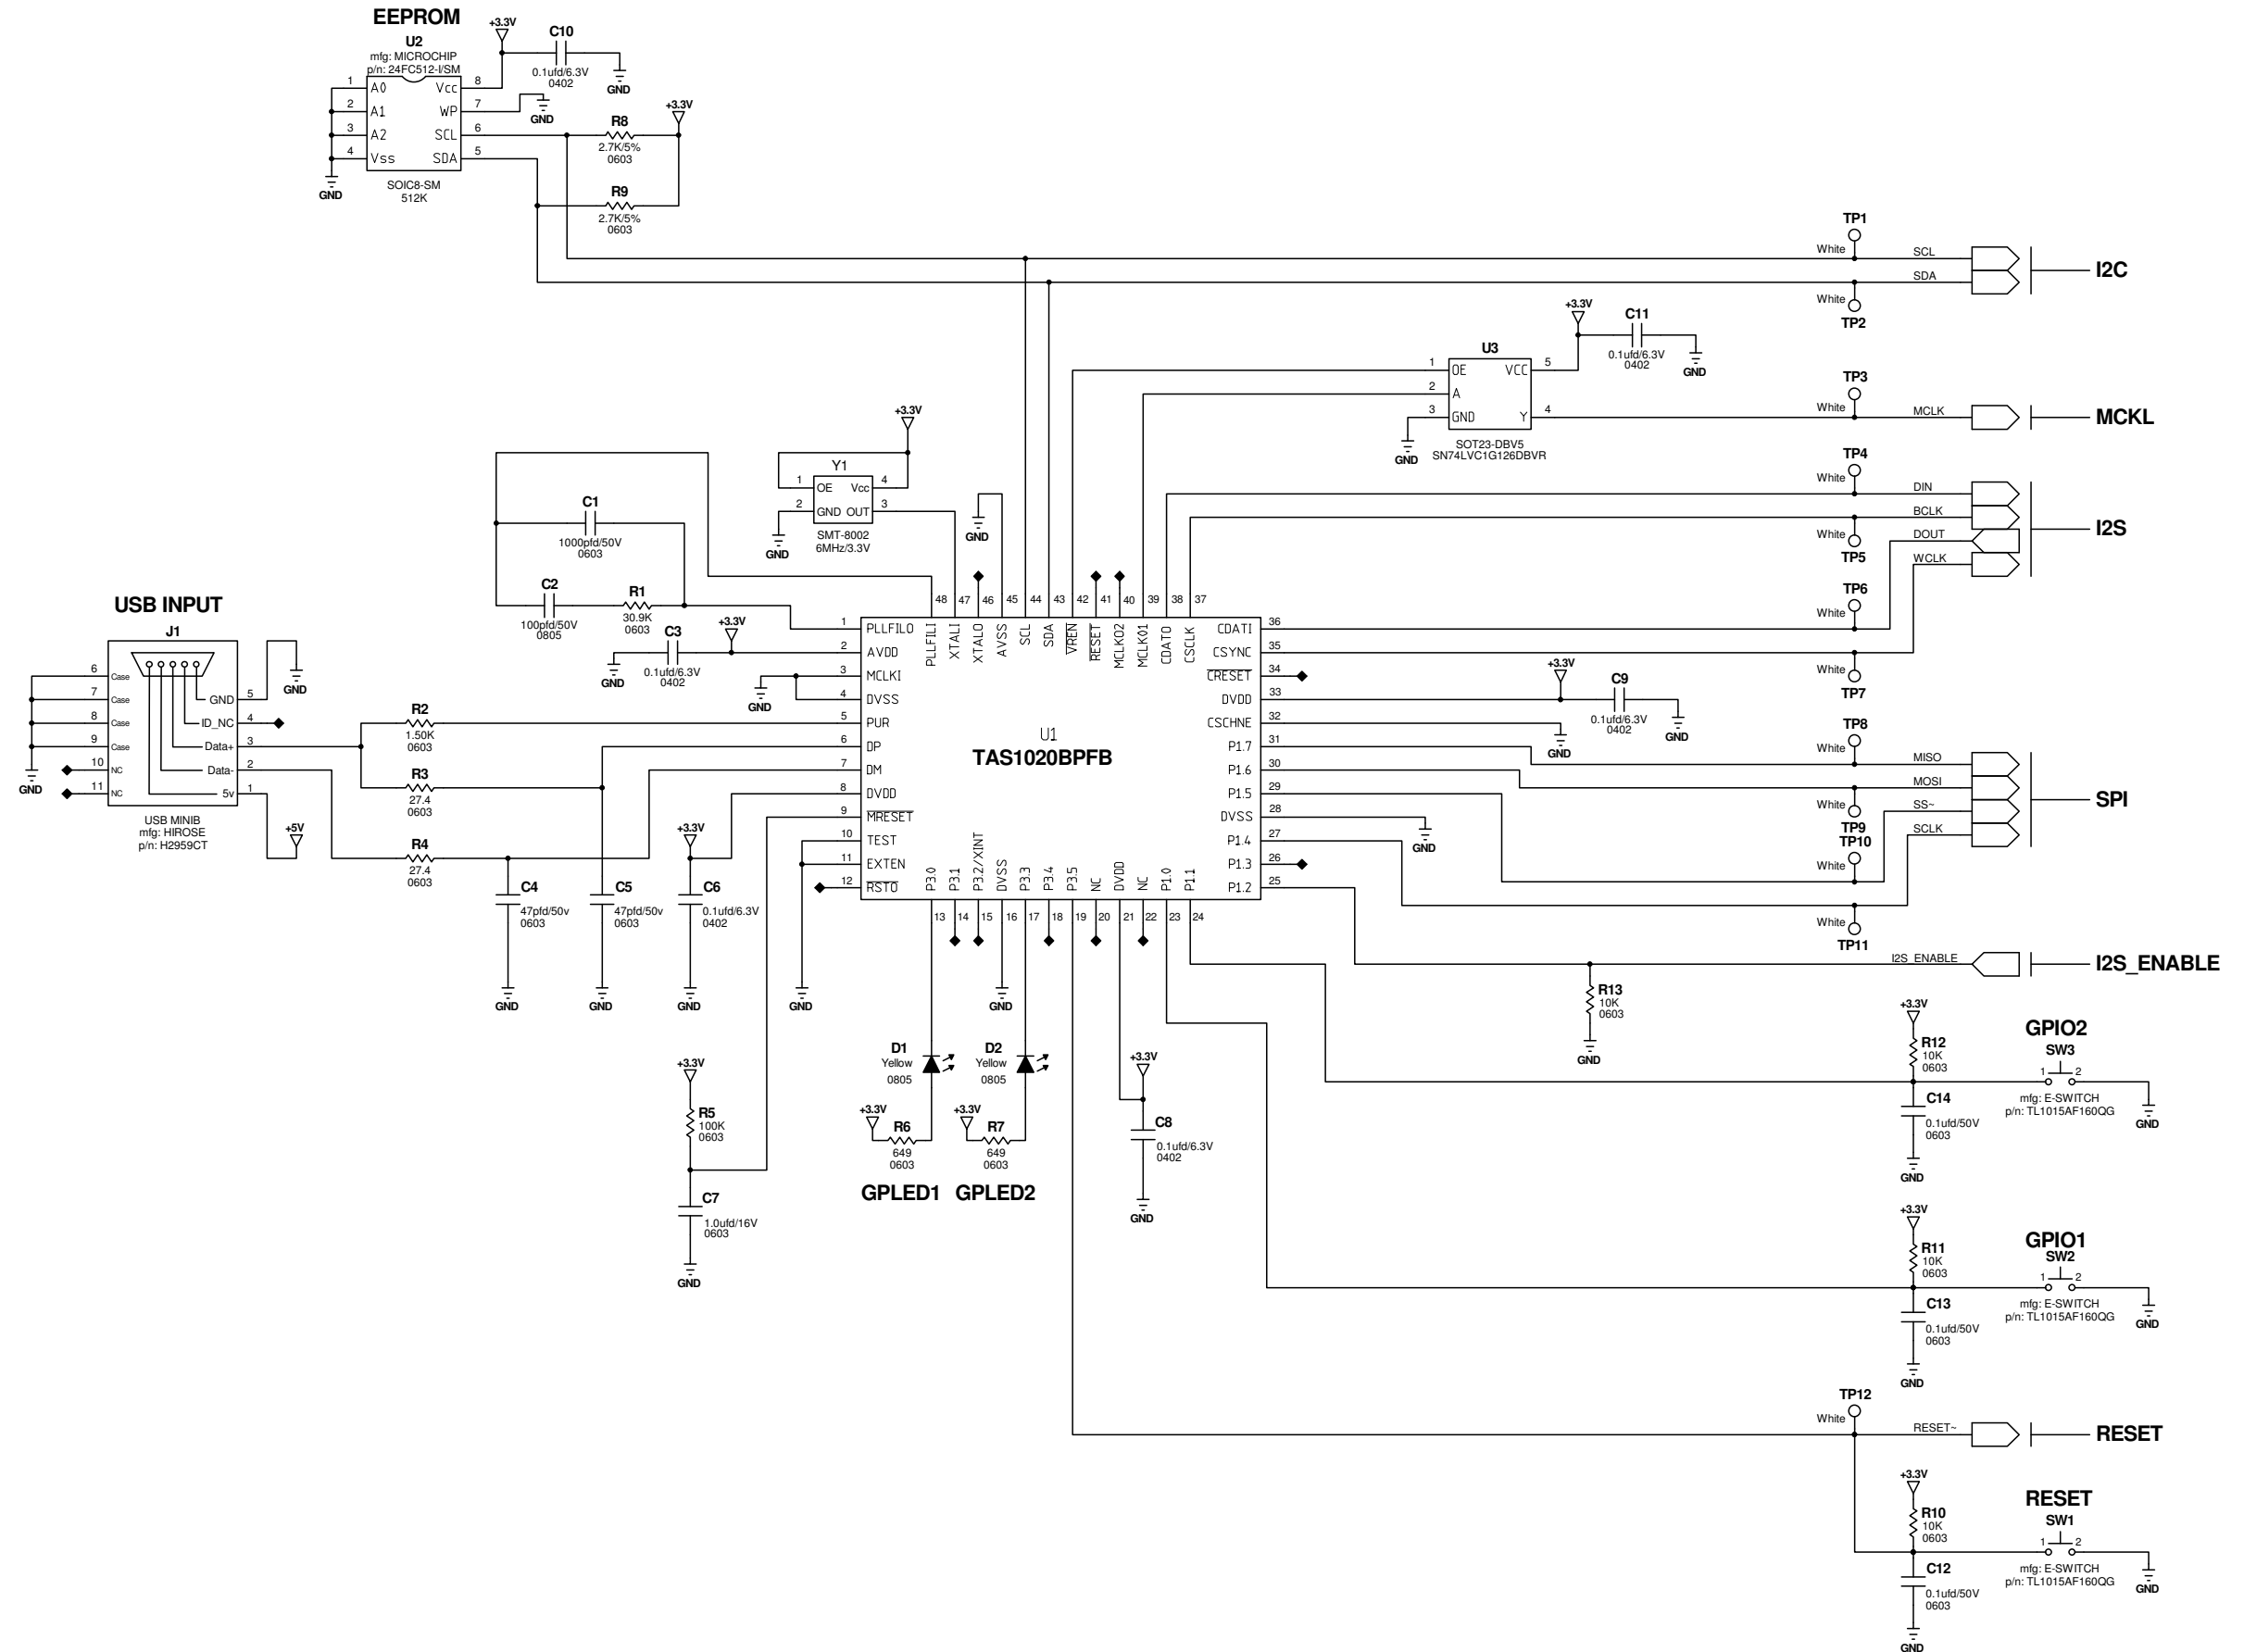 EEPROM
U2
mfg: MICROCHIP
p/n: 24FC512-I/SM
1 A0 Vcc 8
2 A1 WP 7
3 A2 SCL 6
4 Vss SDA 5
SOIC8-SM
512K
GND
+3.3V
C10
0.1ufd/6.3V
0402
GND
GND
+3.3V
R8
2.7K/5%
0603
R9
2.7K/5%
0603
TP1
White
SCL
SDA
I2C
White
TP2
+3.3V
C11
0.1ufd/6.3V
0402
GND
U3
1 OE VCC 5
2 A
3 GND Y 4
GND
SOT23-DBV5
SN74LVC1G126DBVR
TP3
White
MCLK
MCKL
TP4
White
DIN
BCLK
DOUT
WCLK
I2S
White
TP5
TP6
White
White
TP7
+3.3V
Y1
1 OE Vcc 4
2 GND OUT 3
SMT-8002
6MHz/3.3V
GND
GND
C1
1000pfd/50V
0603
C2
100pfd/50V
0805
R1
30.9K
0603
C3
0.1ufd/6.3V
0402
+3.3V
GND
GND
USB INPUT
J1
6 Case
7 Case
8 Case
9 Case
10 NC
11 NC
GND 5
ID_NC 4
Data+ 3
Data- 2
5v 1
GND
GND
USB MINIB
mfg: HIROSE
p/n: H2959CT
+5V
R2
1.50K
0603
R3
27.4
0603
R4
27.4
0603
C4
47pfd/50v
0603
GND
C5
47pfd/50v
0603
GND
+3.3V
C6
0.1ufd/6.3V
0402
GND
GND
U1
TAS1020BPFB
48 47 46 45 44 43 42 41 40 39 38 37
PLLFILI
XTALI
XTALO
AVSS
SCL
SDA
VREN
RESET
MCLKO2
MCLKO1
CDATO
CSCLK
1 PLLFILO
2 AVDD
3 MCLKI
4 DVSS
5 PUR
6 DP
7 DM
8 DVDD
9 MRESET
10 TEST
11 EXTEN
12 RSTO
P3.0
P3.1
P3.2/XINT
DVSS
P3.3
P3.4
P3.5
NC
DVDD
NC
P1.0
P1.1
13 14 15 16 17 18 19 20 21 22 23 24
CDATI 36
CSYNC 35
CRESET 34
DVDD 33
CSCHNE 32
P1.7 31
P1.6 30
P1.5 29
DVSS 28
P1.4 27
P1.3 26
P1.2 25
+3.3V
C9
0.1ufd/6.3V
0402
GND
GND
GND
TP8
White
MISO
MOSI
SS~
SCLK
SPI
White
TP9
TP10
White
White
TP11
I2S_ENABLE
I2S_ENABLE
R13
10K
0603
GND
+3.3V
R5
100K
0603
C7
1.0ufd/16V
0603
GND
D1
Yellow
0805
+3.3V
R6
649
0603
GPLED1
GND
D2
Yellow
0805
+3.3V
R7
649
0603
GPLED2
+3.3V
C8
0.1ufd/6.3V
0402
GND
+3.3V
R12
10K
0603
GPIO2
SW3
1 2
mfg: E-SWITCH
p/n: TL1015AF160QG
GND
C14
0.1ufd/50V
0603
GND
+3.3V
R11
10K
0603
GPIO1
SW2
1 2
mfg: E-SWITCH
p/n: TL1015AF160QG
GND
C13
0.1ufd/50V
0603
GND
TP12
White
RESET~
RESET
+3.3V
R10
10K
0603
RESET
SW1
1 2
mfg: E-SWITCH
p/n: TL1015AF160QG
GND
C12
0.1ufd/50V
0603
GND